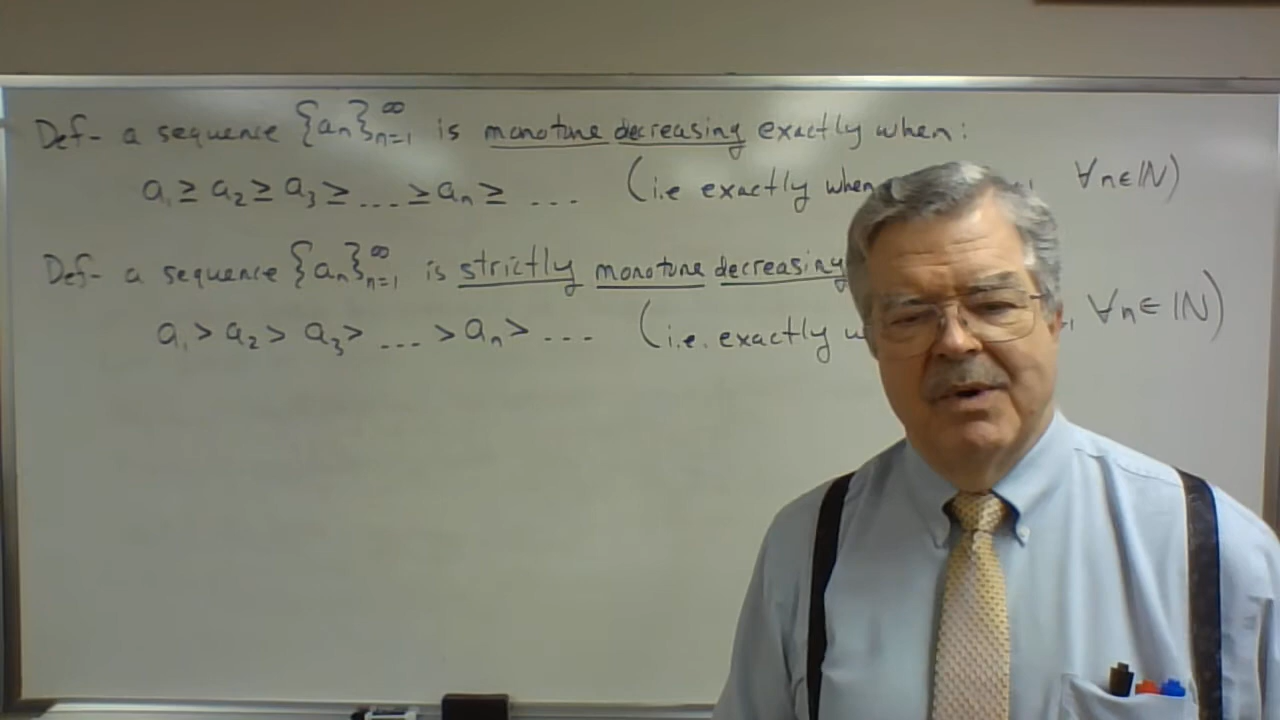 Def- a sequence {aₙ}ₙ₌₁^∞ is monotone decreasing exactly when:
a₁ ≥ a₂ ≥ a₃ ≥ ... ≥ aₙ ≥ ... (i.e exactly when ∀n∈ℕ)
Def- a sequence {aₙ}ₙ₌₁^∞ is strictly monotone decreasing
a₁ > a₂ > a₃ > ... > aₙ > ... (i.e. exactly ∀n∈ℕ)